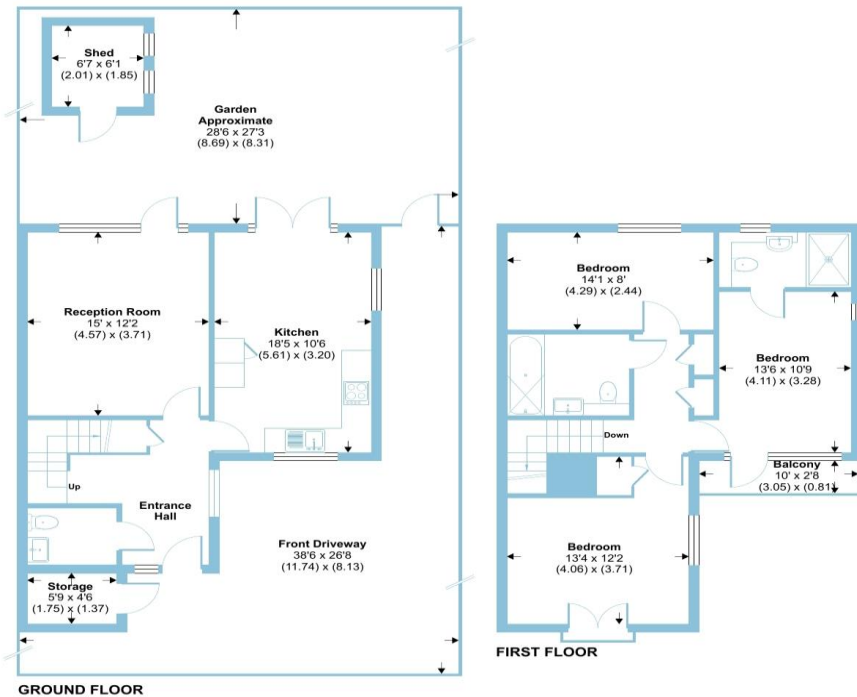 Shed
6'7 x 6'1
(2.01) x (1.85)
Garden
Approximate
28'6 x 27'3
(8.69) x (8.31)
Reception Room
15' x 12'2
(4.57) x (3.71)
Kitchen
18'5 x 10'6
(5.61) x (3.20)
Up
Entrance
Hall
Front Driveway
38'6 x 26'8
(11.74) x (8.13)
Storage
5'9 x 4'6
(1.75) x (1.37)
GROUND FLOOR
Bedroom
14'1 x 8'
(4.29) x (2.44)
Bedroom
13'6 x 10'9
(4.11) x (3.28)
Down
Balcony
10' x 2'8
(3.05) x (0.81)
Bedroom
13'4 x 12'2
(4.06) x (3.71)
FIRST FLOOR